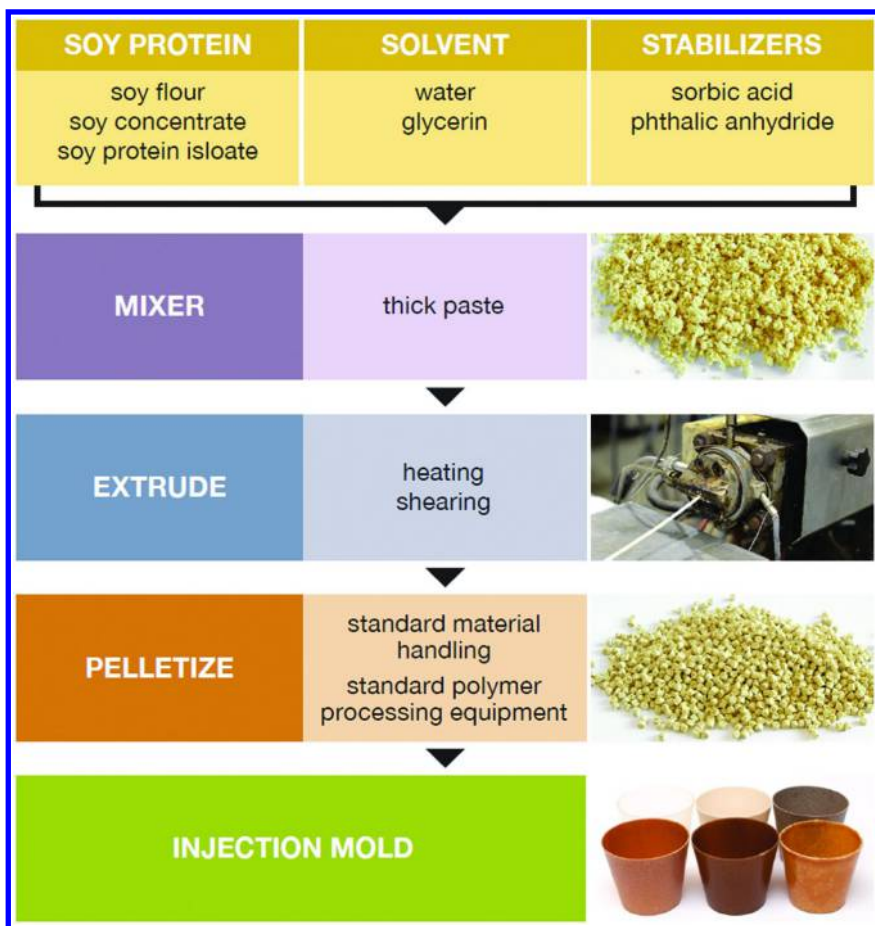 SOY PROTEIN
SOLVENT
STABILIZERS
soy flour
soy concentrate
soy protein isloate
water
glycerin
sorbic acid
phthalic anhydride
MIXER
thick paste
EXTRUDE
heating
shearing
PELLETIZE
standard material
handling
standard polymer
processing equipment
INJECTION MOLD